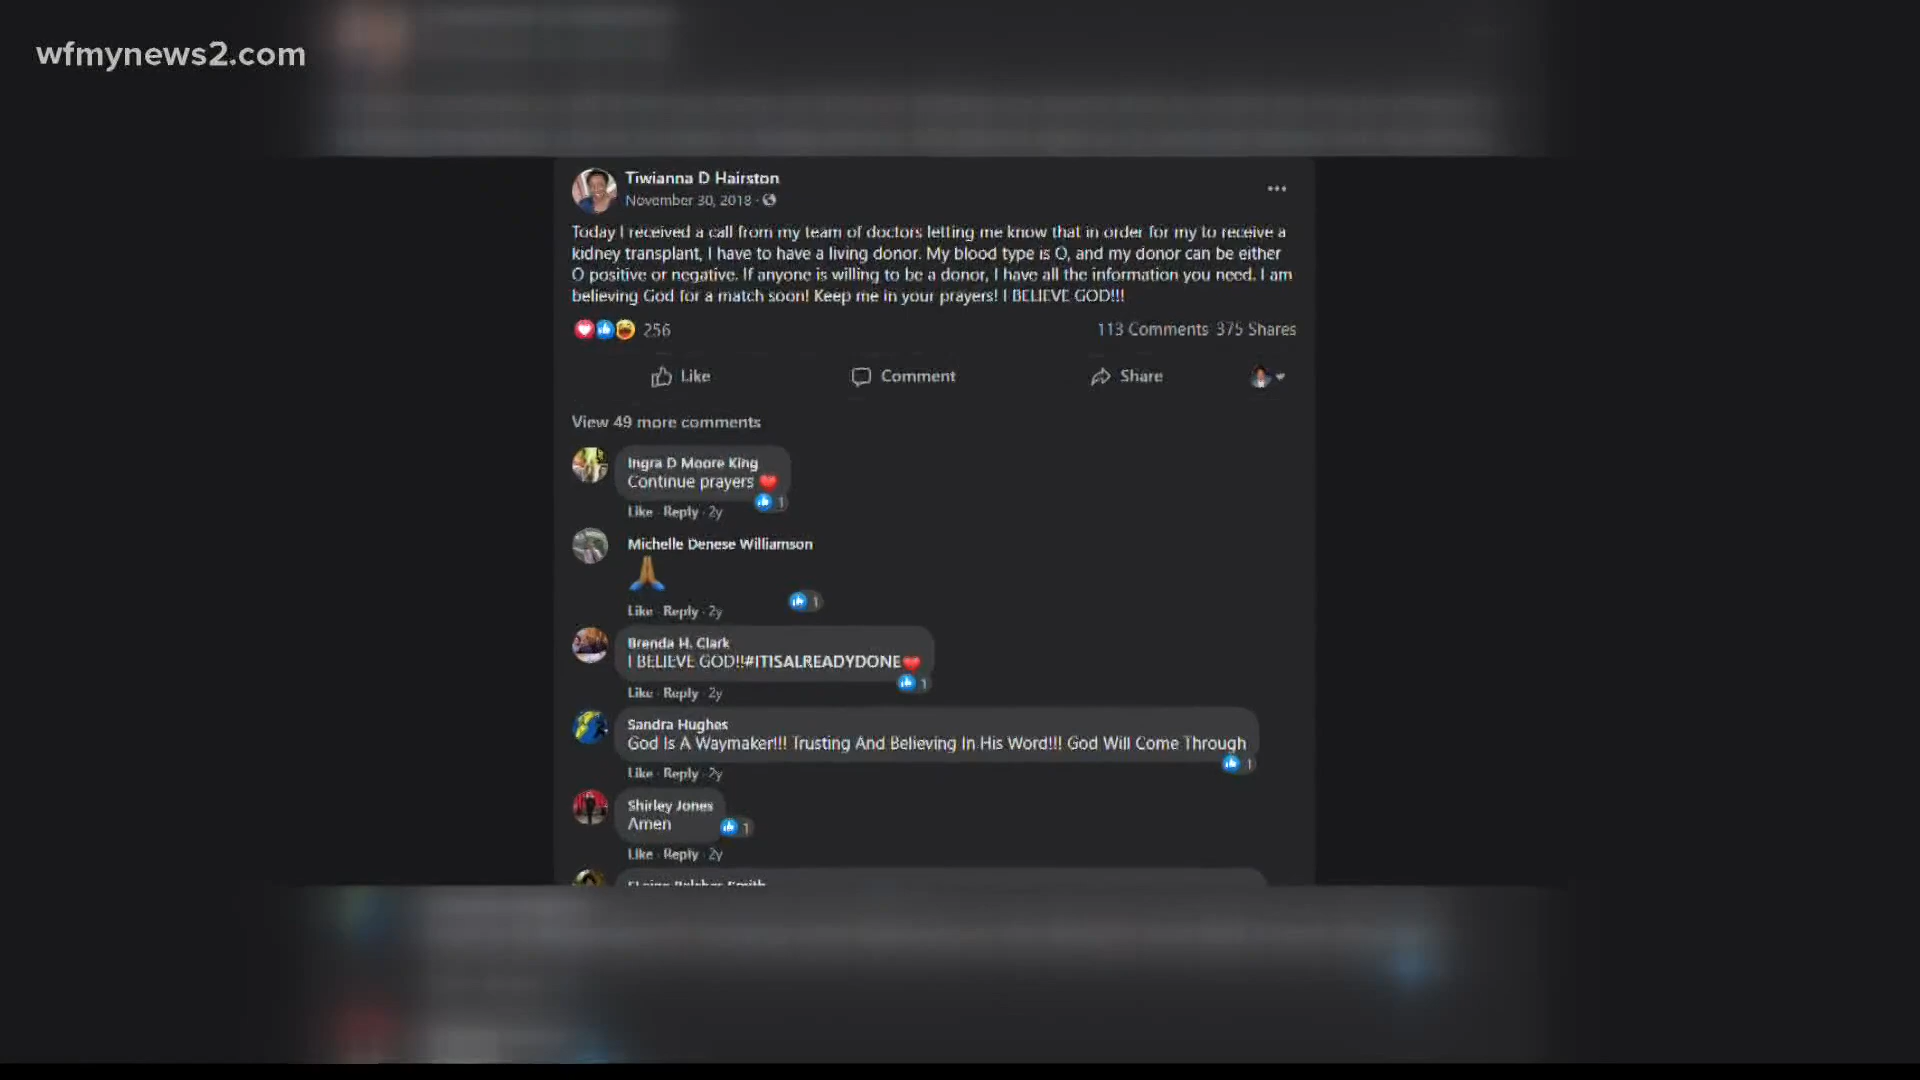 wfmynews2.com
Tiwianna D Hairston
November 30, 2018 ·
Today I received a call from my team of doctors letting me know that in order for my to receive a
kidney transplant, I have to have a living donor. My blood type is O, and my donor can be either
O positive or negative. If anyone is willing to be a donor, I have all the information you need. I am
believing God for a match soon! Keep me in your prayers! I BELIEVE GOD!!!
256
113 Comments 375 Shares
Like
Comment
Share
View 49 more comments
Ingra D Moore King
Continue prayers
1
Like · Reply · 2y
Michelle Denese Williamson
1
Like · Reply · 2y
Brenda H. Clark
I BELIEVE GOD!!#ITISALREADYDONE
1
Like · Reply · 2y
Sandra Hughes
God Is A Waymaker!!! Trusting And Believing In His Word!!! God Will Come Through
1
Like · Reply · 2y
Shirley Jones
Amen
1
Like · Reply · 2y